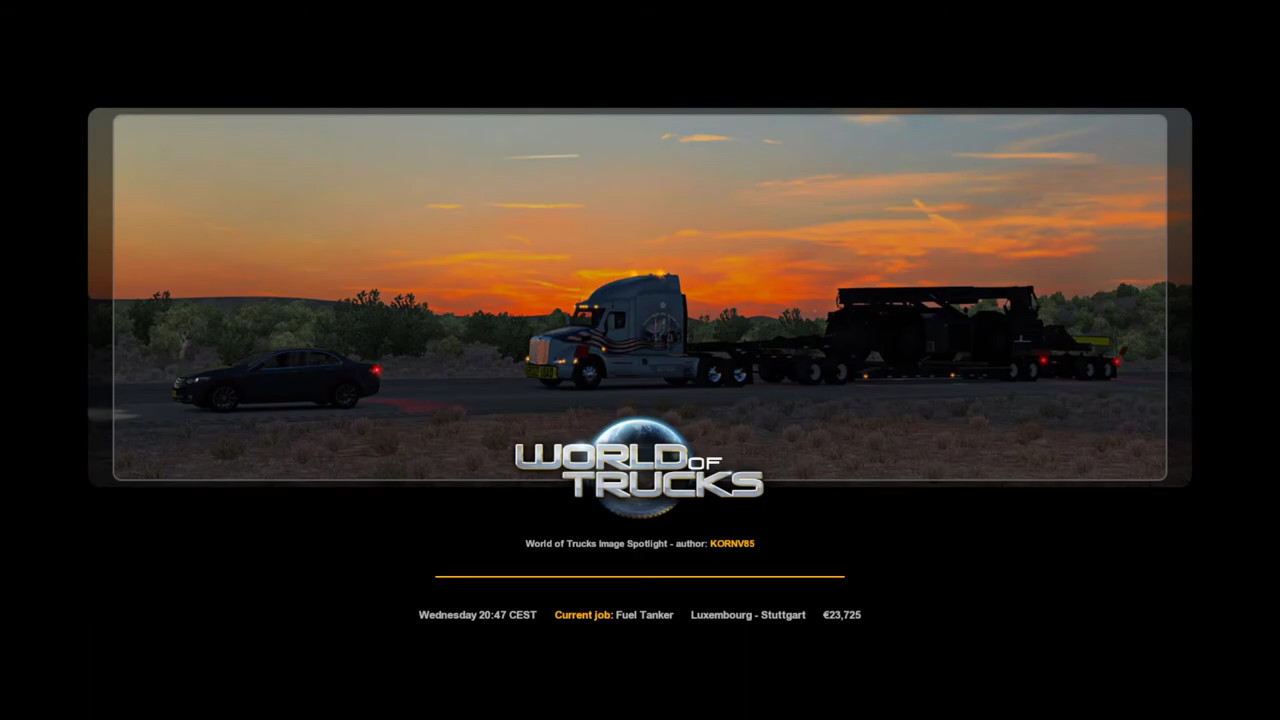 WORLD OF
TRUCKS
World of Trucks Image Spotlight - author: KORNV85
Wednesday 20:47 CEST Current job: Fuel Tanker Luxembourg - Stuttgart €23,725